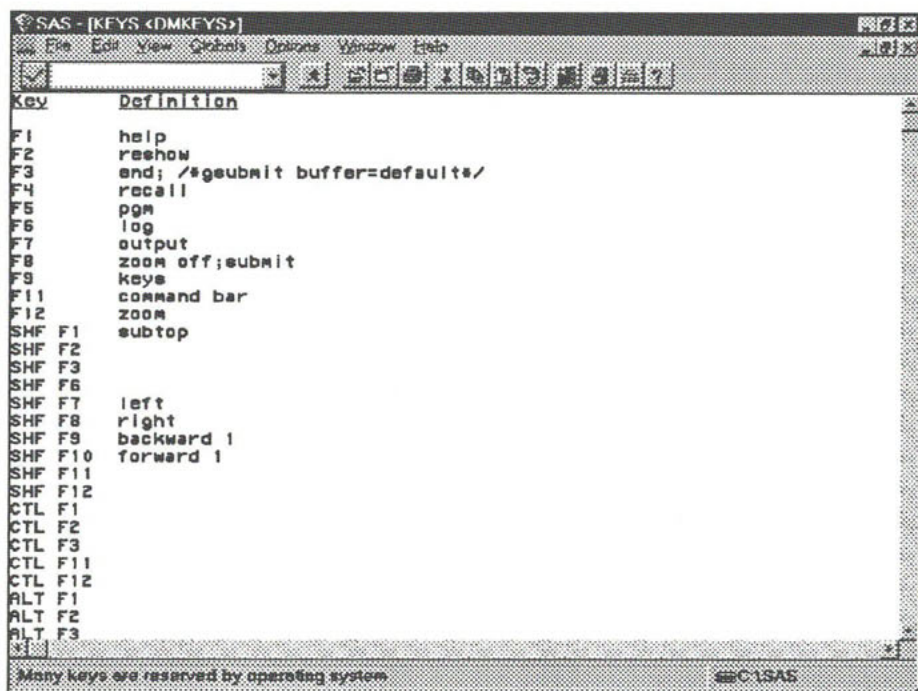 SAS - [KEYS <DMKEYS>]
File Edit View Globals Options Window Help
Key Definition
F1 help
F2 reshow
F3 end; /*gsubmit buffer=default*/
F4 recall
F5 pgm
F6 log
F7 output
F8 zoom off;submit
F9 keys
F11 command bar
F12 zoom
SHF F1 subtop
SHF F2
SHF F3
SHF F6
SHF F7 left
SHF F8 right
SHF F9 backward 1
SHF F10 forward 1
SHF F11
SHF F12
CTL F1
CTL F2
CTL F3
CTL F11
CTL F12
ALT F1
ALT F2
ALT F3
Many keys are reserved by operating system C:\SAS